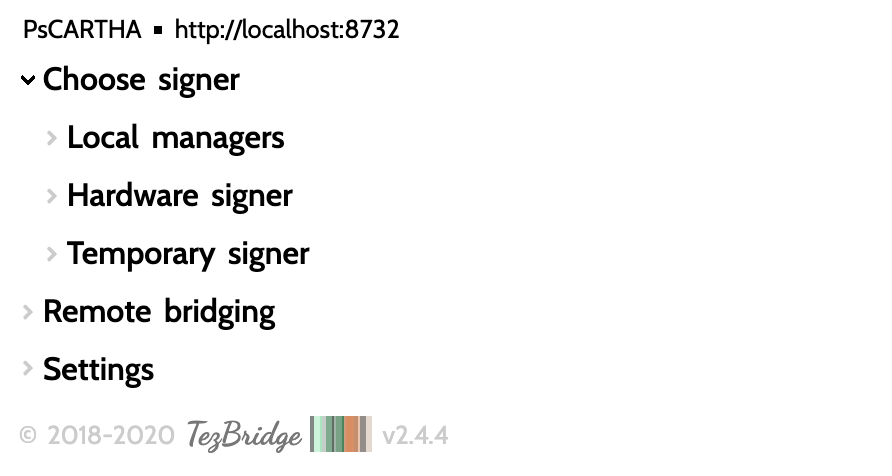 PsCARTHA ▪ http://localhost:8732
Choose signer
Local managers
Hardware signer
Temporary signer
Remote bridging
Settings
© 2018-2020 TezBridge v2.4.4